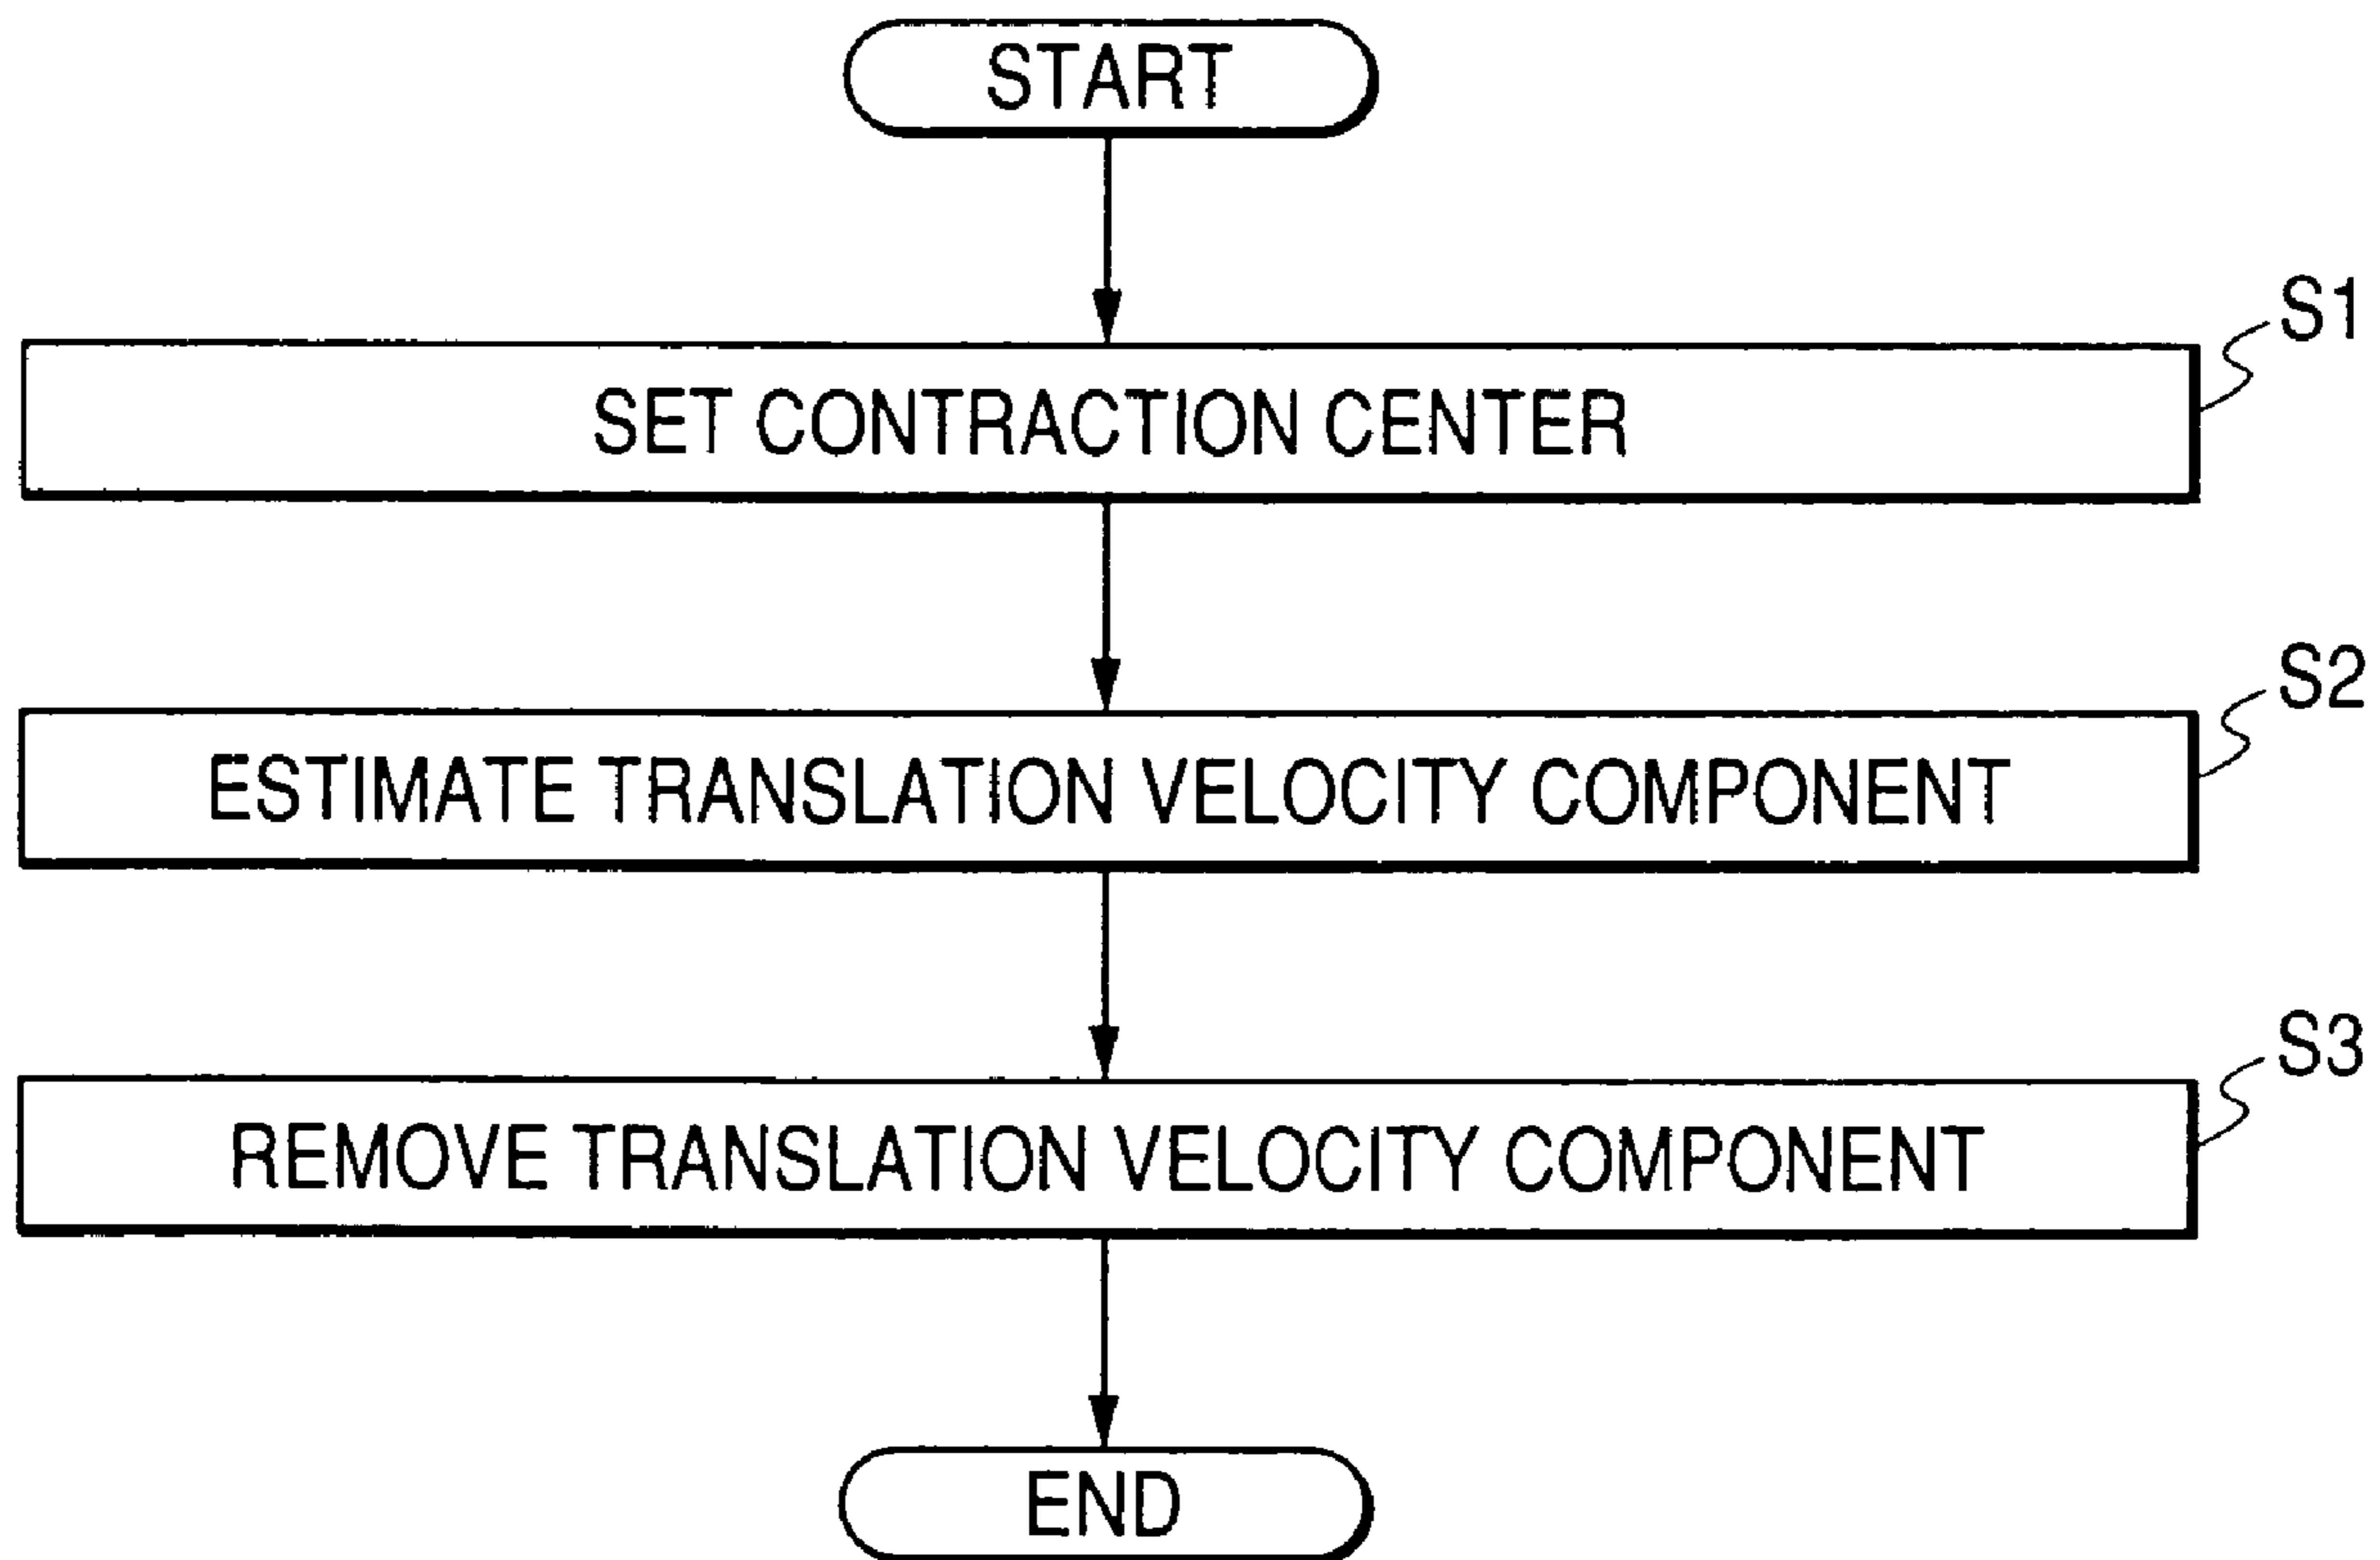 START
S1
SET CONTRACTION CENTER
S2
ESTIMATE TRANSLATION VELOCITY COMPONENT
S3
REMOVE TRANSLATION VELOCITY COMPONENT
END